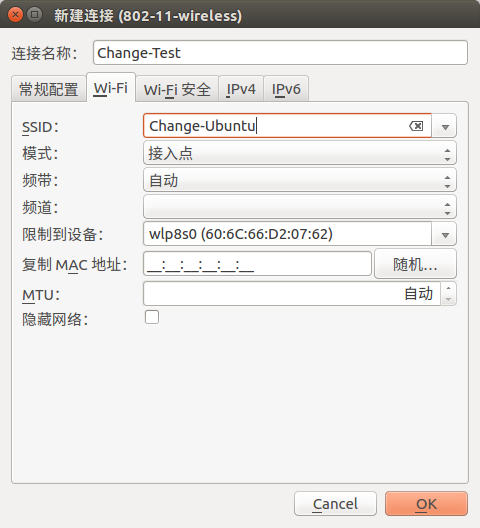 新建连接 (802-11-wireless)
连接名称： Change-Test
常规配置 Wi-Fi Wi-Fi 安全 IPv4 IPv6
SSID： Change-Ubuntu
模式： 接入点
频带： 自动
频道：
限制到设备： wlp8s0 (60:6C:66:D2:07:62)
复制 MAC 地址： __:__:__:__:__:__ 随机...
MTU： 自动
隐藏网络：
Cancel OK